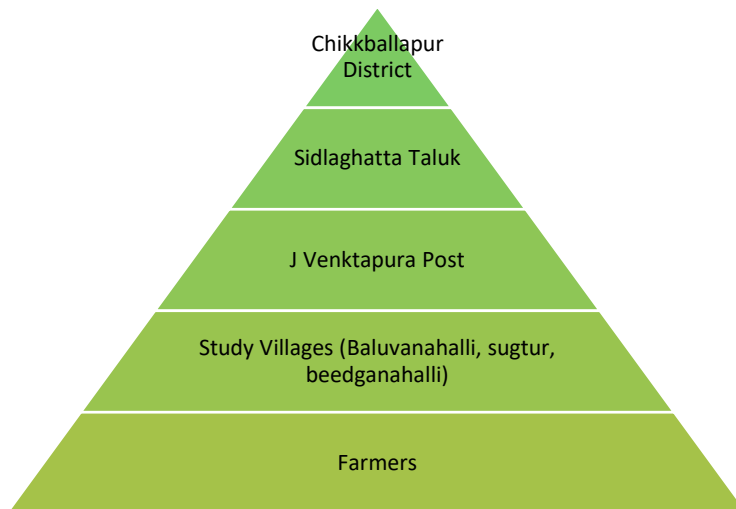 Chikkballapur
District
Sidlaghatta Taluk
J Venktapura Post
Study Villages (Baluvanahalli, sugtur,
beedganahalli)
Farmers